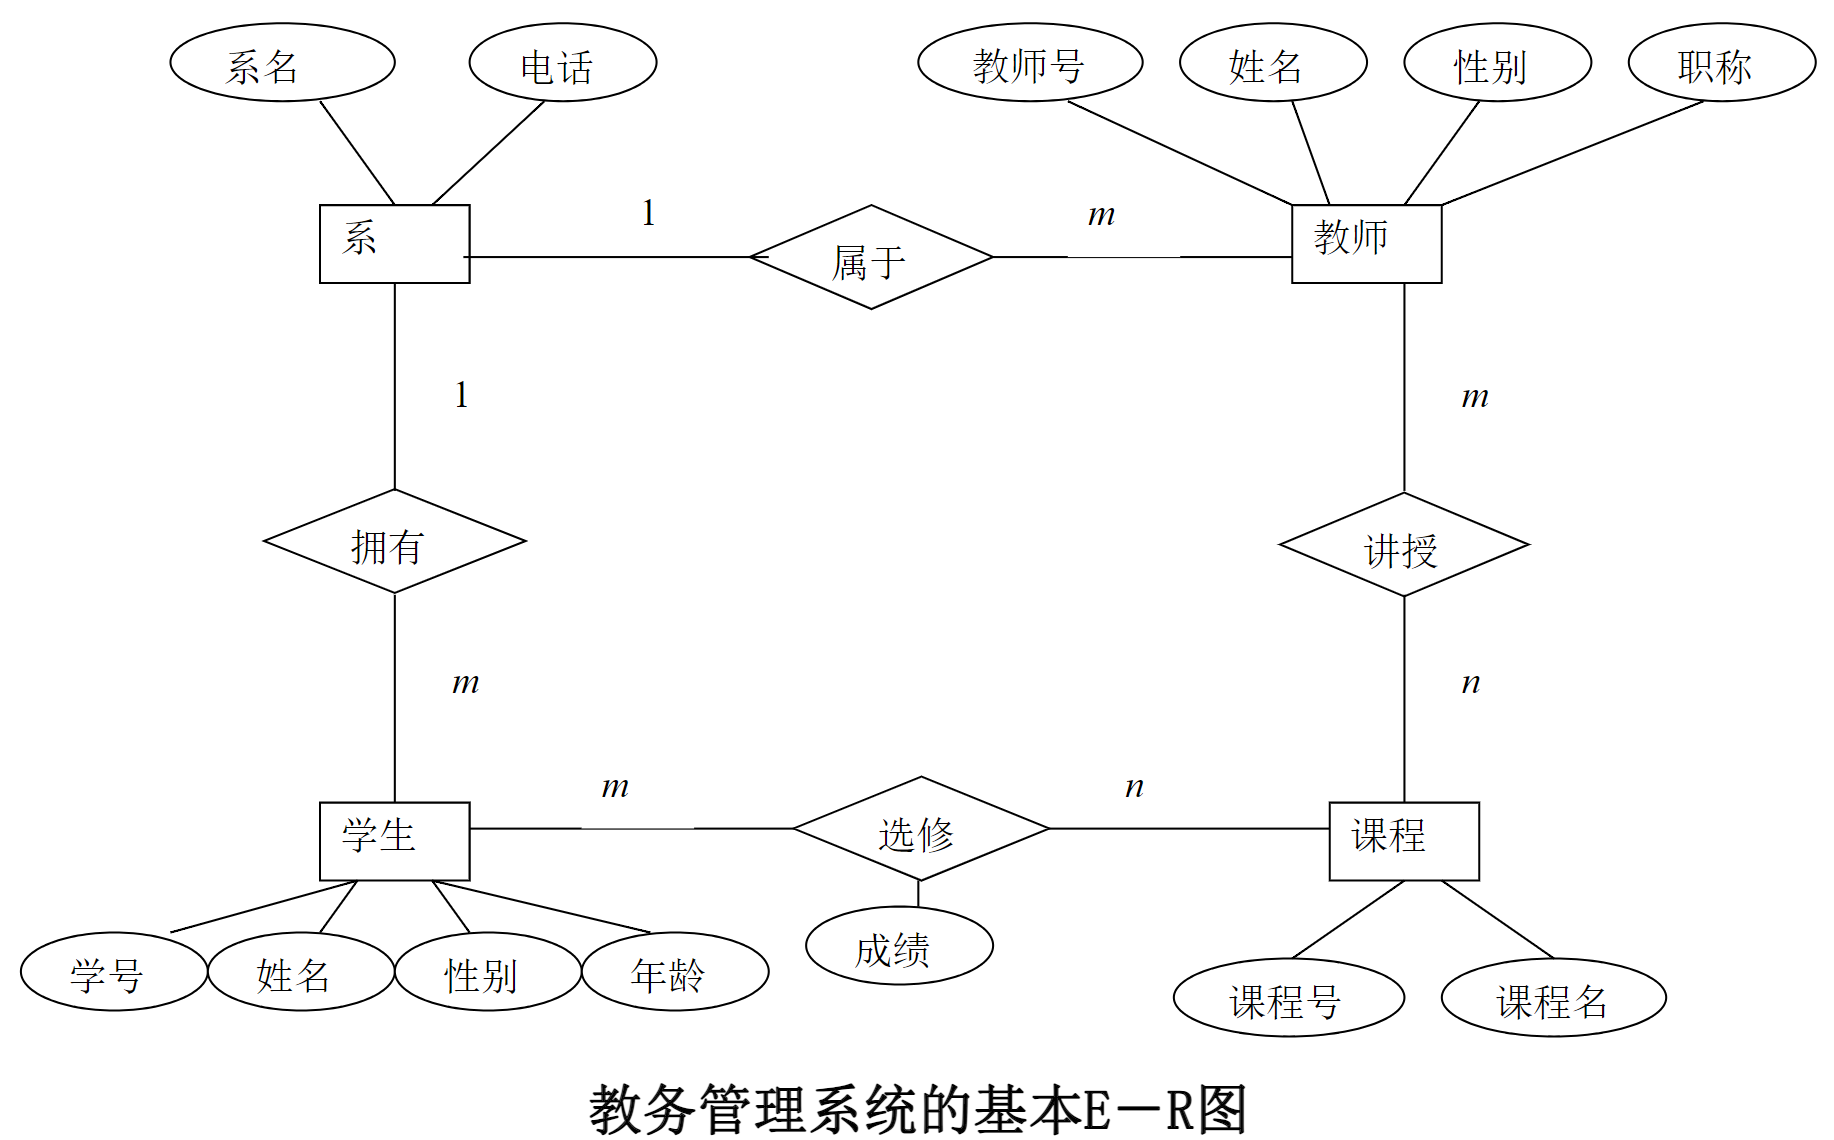 系名
电话
教师号
姓名
性别
职称
系
1
属于
m
教师
1
m
拥有
讲授
m
n
学生
m
选修
n
课程
学号
姓名
性别
年龄
成绩
课程号
课程名
教务管理系统的基本E－R图